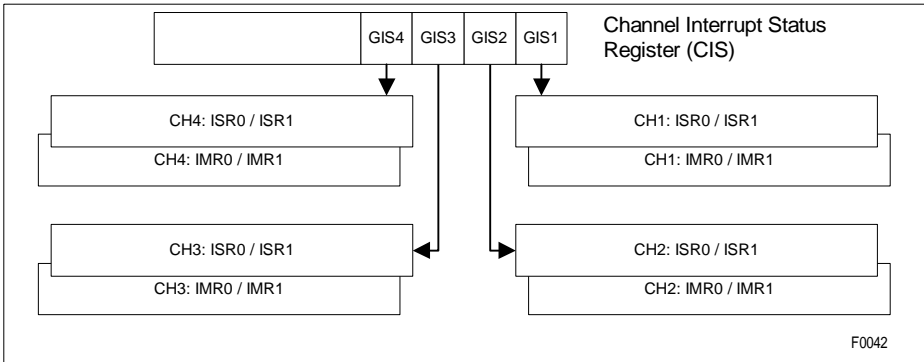 GIS4 GIS3 GIS2 GIS1
Channel Interrupt Status
Register (CIS)
CH4: ISR0 / ISR1
CH4: IMR0 / IMR1
CH1: ISR0 / ISR1
CH1: IMR0 / IMR1
CH3: ISR0 / ISR1
CH3: IMR0 / IMR1
CH2: ISR0 / ISR1
CH2: IMR0 / IMR1
F0042